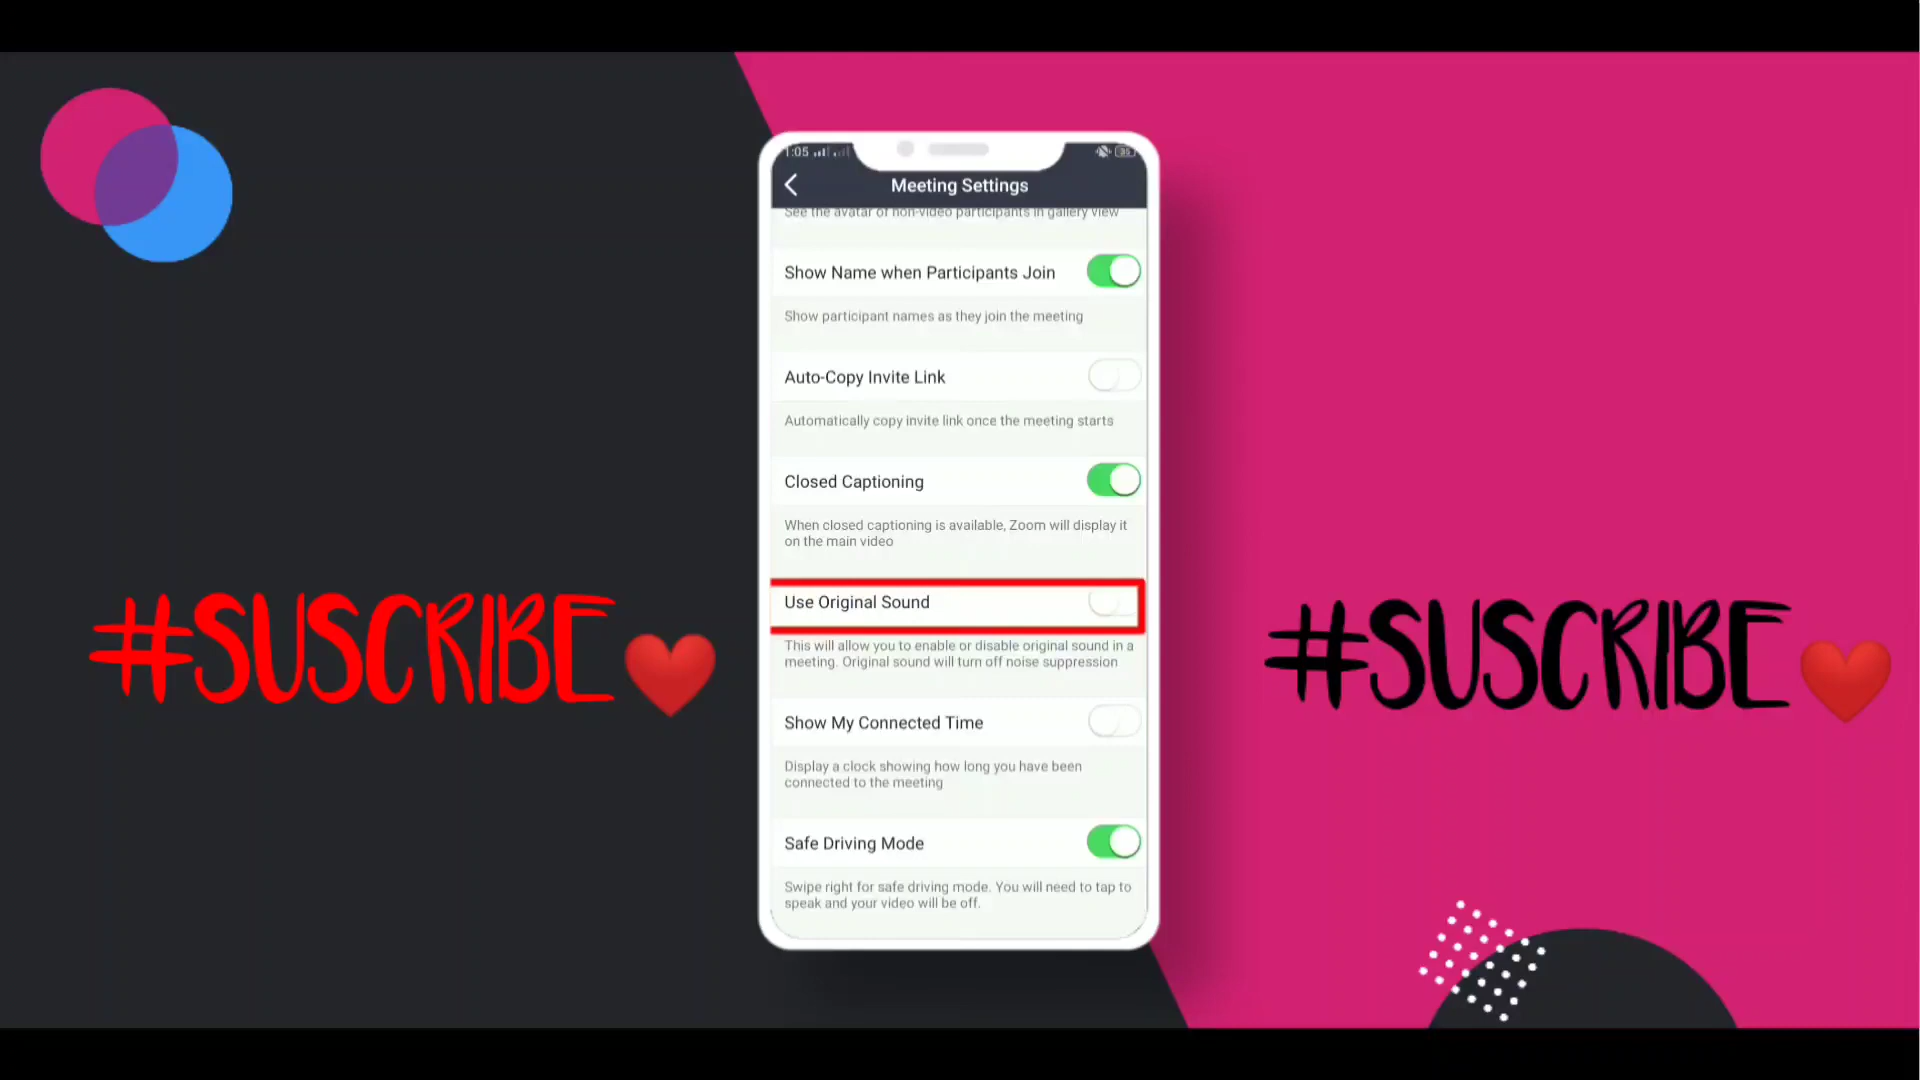 1:05
35
Meeting Settings
See the avatar of non-video participants in gallery view
Show Name when Participants Join
Show participant names as they join the meeting
Auto-Copy Invite Link
Automatically copy invite link once the meeting starts
Closed Captioning
When closed captioning is available, Zoom will display it
on the main video
Use Original Sound
This will allow you to enable or disable original sound in a
meeting. Original sound will turn off noise suppression
Show My Connected Time
Display a clock showing how long you have been
connected to the meeting
Safe Driving Mode
Swipe right for safe driving mode. You will need to tap to
speak and your video will be off.
#SUSCRIBE
#SUSCRIBE